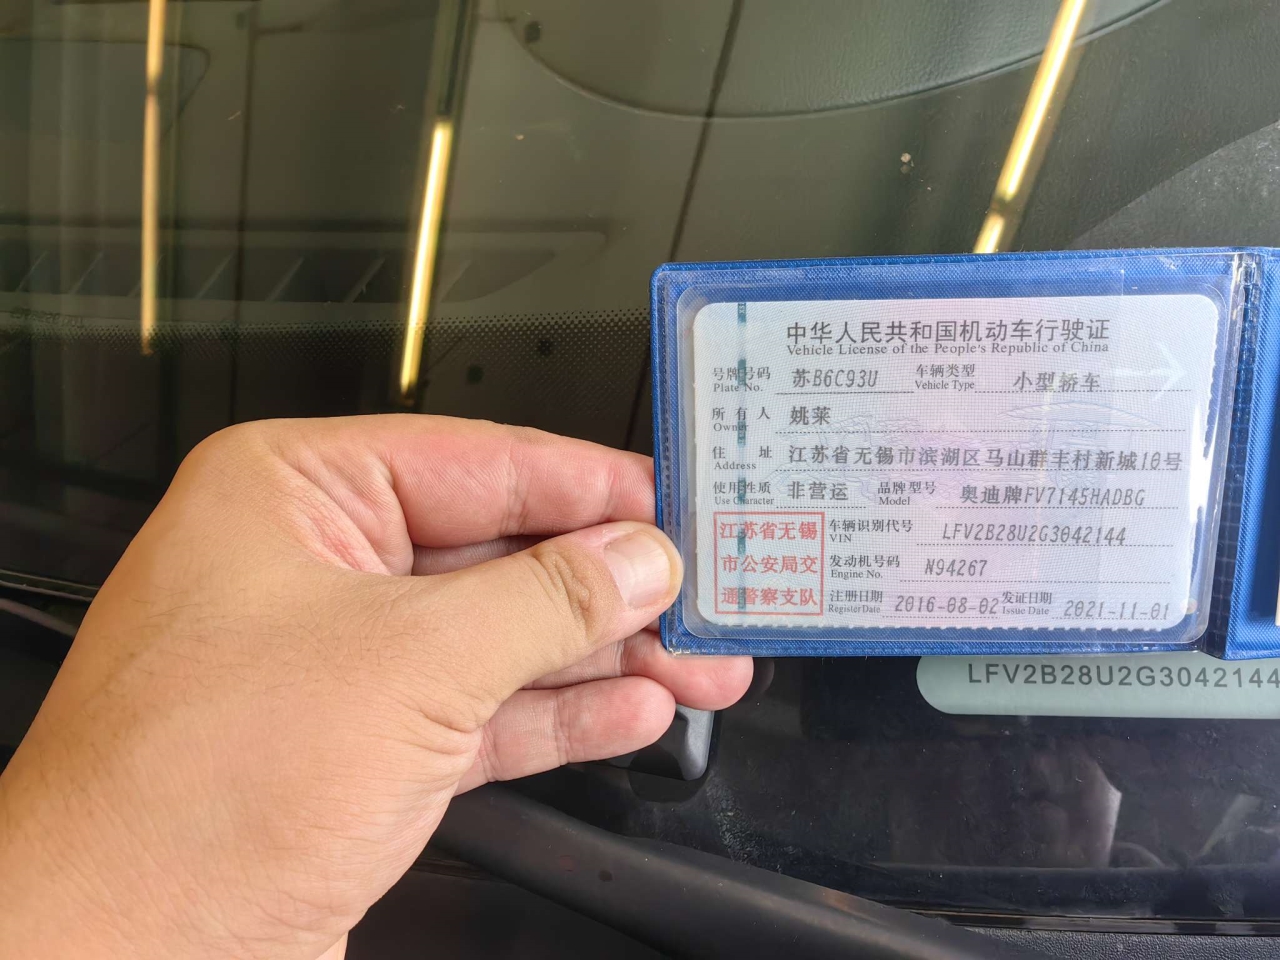 中华人民共和国机动车行驶证
Vehicle License of the People's Republic of China
号牌号码 苏B6C93U 车辆类型 小型轿车
Plate No. Vehicle Type
所有人 姚莱
Owner
住址 江苏省无锡市滨湖区马山群丰村新城10号
Address
使用性质 非营运 品牌型号 奥迪牌FV7145HADBG
Use Character Model
江苏省无锡
市公安局交
通警察支队
车辆识别代号 LFV2B28U2G3042144
VIN
发动机号码 N94267
Engine No.
注册日期 2016-08-02 发证日期 2021-11-01
Register Date Issue Date
LFV2B28U2G3042144